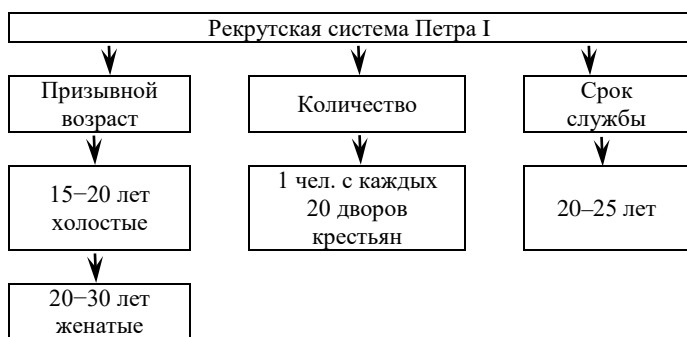 Рекрутская система Петра I
Призывной
возраст
Количество
Срок
службы
15−20 лет
холостые
1 чел. с каждых
20 дворов
крестьян
20–25 лет
20−30 лет
женатые